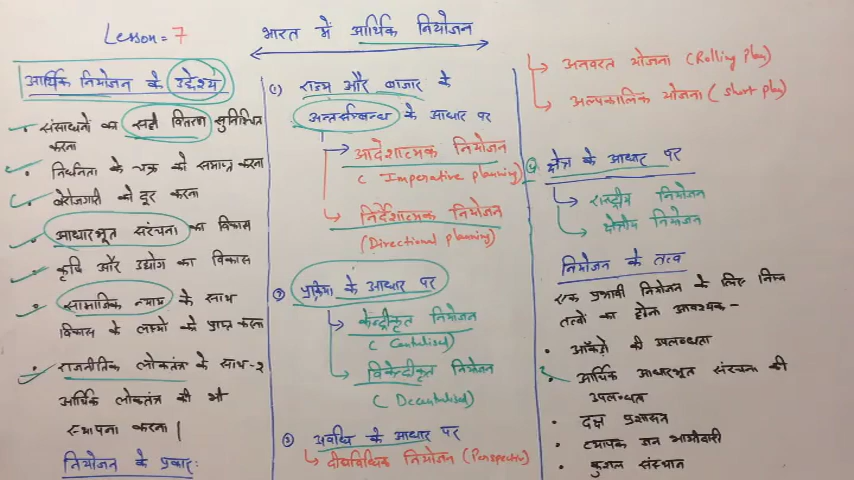 Lesson = 7
भारत में आर्थिक नियोजन
आर्थिक नियोजन के उद्देश्य
संसाधनों का सही वितरण सुनिश्चित
करना
निर्धनता के चक्र को समाप्त करना
बेरोजगारी को दूर करना
आधारभूत संरचना का विकास
कृषि और उद्योग का विकास
सामाजिक न्याय के साथ
विकास के लक्ष्यों को प्राप्त करना
राजनीतिक लोकतंत्र के साथ-२
आर्थिक लोकतंत्र की भी
स्थापना करना |
नियोजन के प्रकार:
(1) राज्य और बाजार के
अन्तर्सम्बन्ध के आधार पर
आदेशात्मक नियोजन
(Imperative planning)
निर्देशात्मक नियोजन
(Directional planning)
② प्रक्रिया के आधार पर
केन्द्रीकृत नियोजन
(Centralised)
विकेन्द्रीकृत नियोजन
(Decentralised)
③ अवधि के आधार पर
दीर्घावधिक नियोजन (Perspective)
अनवरत योजना (Rolling Play)
अल्पकालिक योजना (Short play)
④ क्षेत्र के आधार पर
राष्ट्रीय नियोजन
क्षेत्रीय नियोजन
नियोजन के तत्व
एक प्रभावी नियोजन के लिए निम्न
तत्वों का होना आवश्यक -
आँकड़ों की उपलब्धता
आर्थिक आधारभूत संरचना की
उपलब्धता
दक्ष प्रशासन
व्यापक जन भागीदारी
कुशल संस्थान